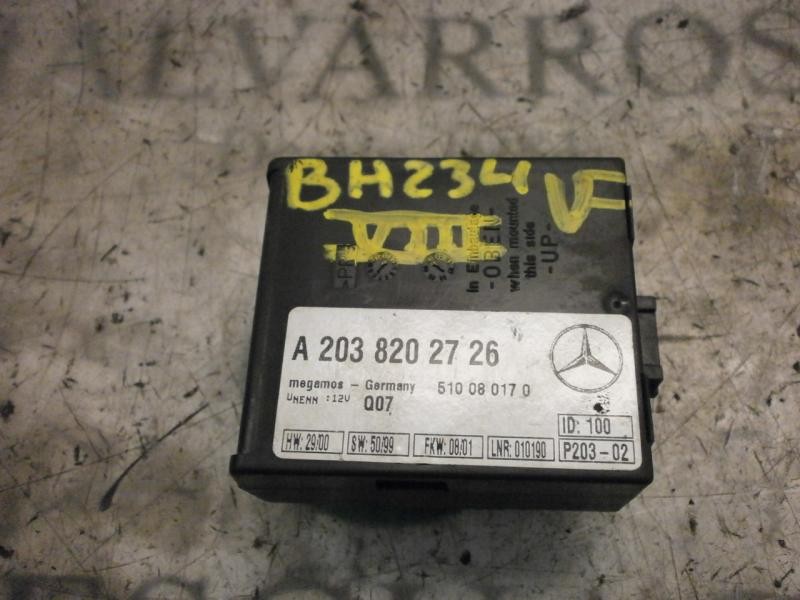 ALVARROS
BH234 VF
VIII
in Einbaulage
-OBEN-
when mounted
this side
-UP-
A 203 820 27 26
megamos - Germany 510 08 017 0
UNENN :12V Q07
ID: 100
HW: 29/00 SW: 50/99 FKW: 08/01 LNR: 010190 P203-02